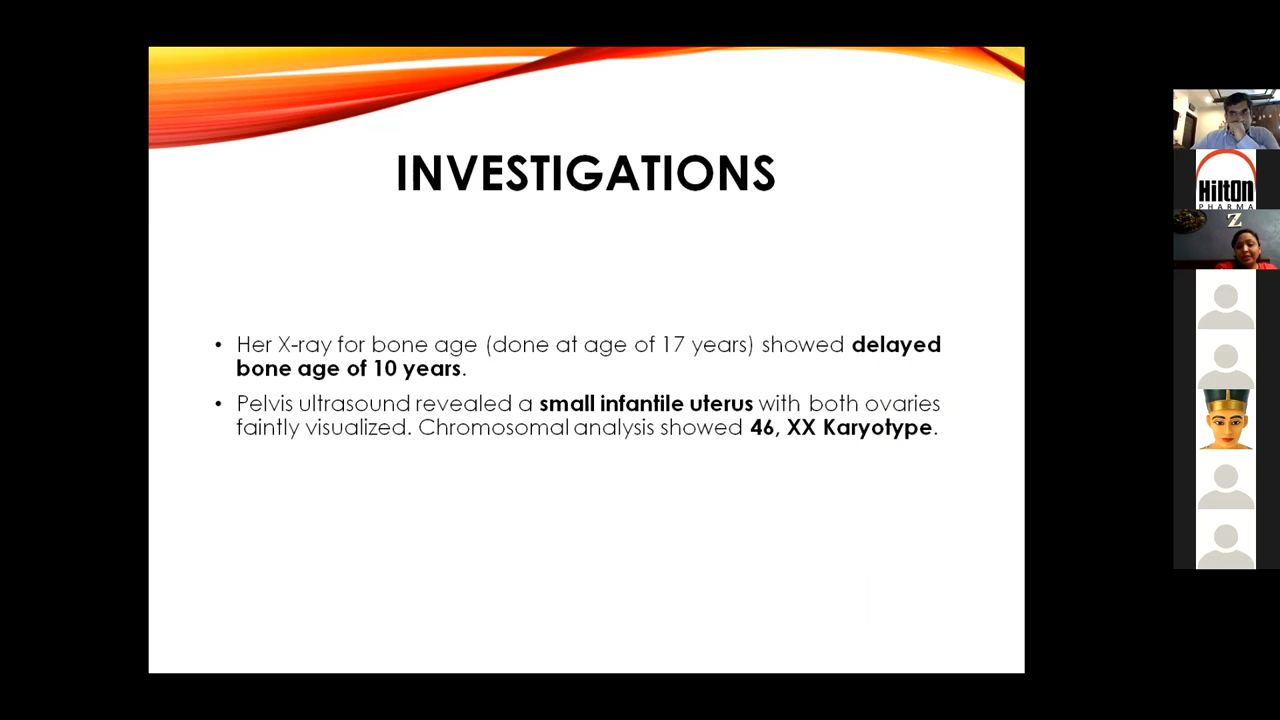 INVESTIGATIONS
• Her X-ray for bone age (done at age of 17 years) showed delayed
bone age of 10 years.
• Pelvis ultrasound revealed a small infantile uterus with both ovaries
faintly visualized. Chromosomal analysis showed 46, XX Karyotype.
Hilton
PHARMA
Z